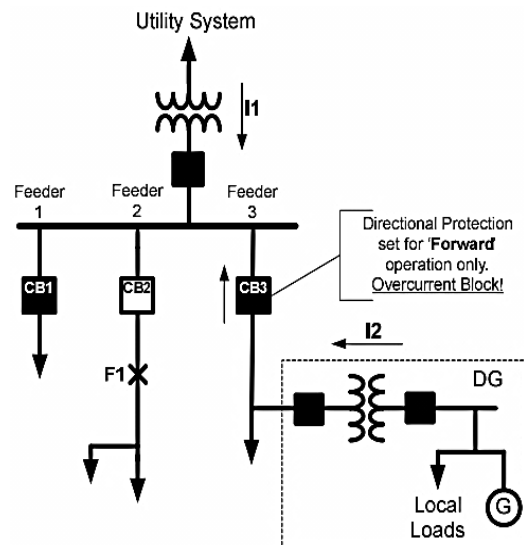 Utility System
I1
Feeder
1
Feeder
2
Feeder
3
Directional Protection
set for 'Forward'
operation only.
Overcurrent Block!
CB1
CB2
CB3
I2
F1
DG
Local
Loads
G